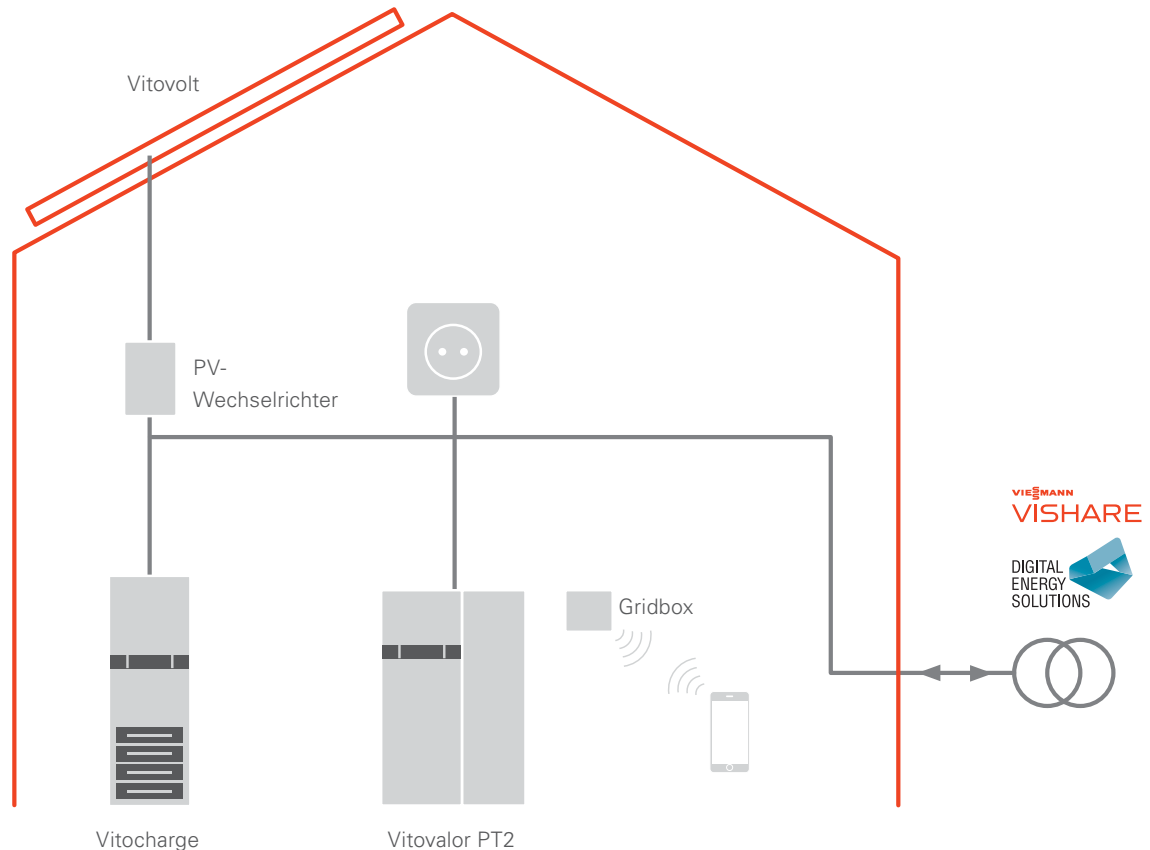 Vitovolt
PV-
Wechselrichter
VIESSMANN
VISHARE
DIGITAL
ENERGY
SOLUTIONS
Gridbox
Vitocharge
Vitovalor PT2